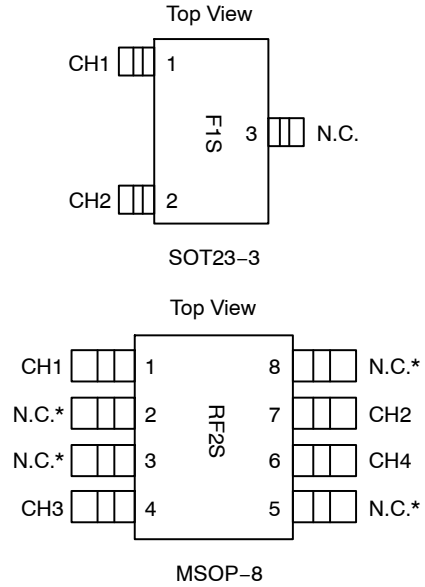 Top View
CH1 1
F1S
3 N.C.
CH2 2
SOT23−3
Top View
CH1 1 8 N.C.*
N.C.* 2 7 CH2
RF2S
N.C.* 3 6 CH4
CH3 4 5 N.C.*
MSOP−8